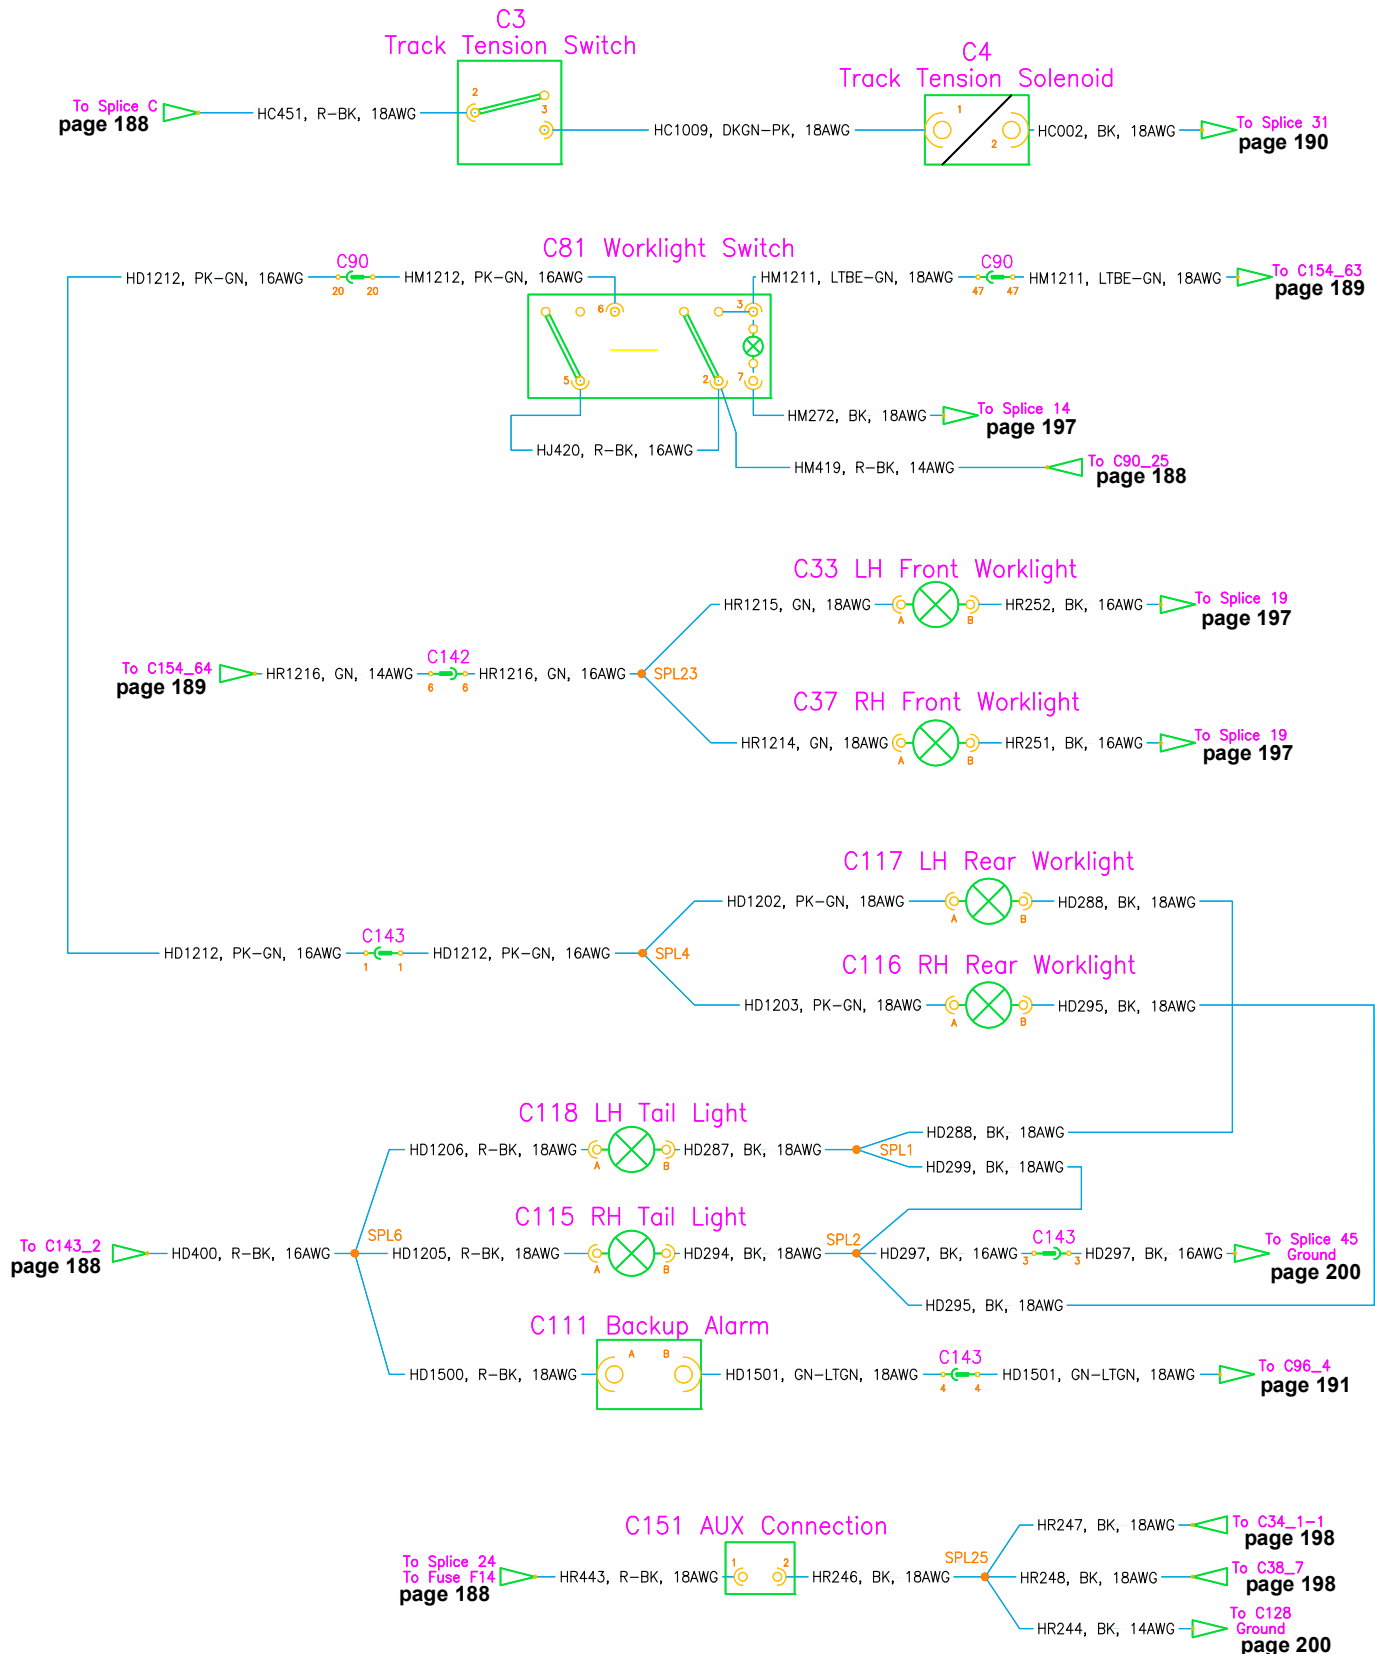 C3
Track Tension Switch
C4
Track Tension Solenoid
To Splice C
page 188
HC451, R-BK, 18AWG
2
3
HC1009, DKGN-PK, 18AWG
1
2
HC002, BK, 18AWG
To Splice 31
page 190
C81 Worklight Switch
HD1212, PK-GN, 16AWG
C90
20 20
HM1212, PK-GN, 16AWG
HM1211, LTBE-GN, 18AWG
C90
47 47
HM1211, LTBE-GN, 18AWG
To C154_63
page 189
6
3
5
2
7
HM272, BK, 18AWG
To Splice 14
page 197
HJ420, R-BK, 16AWG
HM419, R-BK, 14AWG
To C90_25
page 188
C33 LH Front Worklight
HR1215, GN, 18AWG
A
B
HR252, BK, 16AWG
To Splice 19
page 197
To C154_64
page 189
HR1216, GN, 14AWG
C142
6 6
HR1216, GN, 16AWG
SPL23
C37 RH Front Worklight
HR1214, GN, 18AWG
A
B
HR251, BK, 16AWG
To Splice 19
page 197
C117 LH Rear Worklight
HD1202, PK-GN, 18AWG
A
B
HD288, BK, 18AWG
HD1212, PK-GN, 16AWG
C143
1 1
HD1212, PK-GN, 16AWG
SPL4
C116 RH Rear Worklight
HD1203, PK-GN, 18AWG
A
B
HD295, BK, 18AWG
C118 LH Tail Light
HD1206, R-BK, 18AWG
A
B
HD287, BK, 18AWG
SPL1
HD288, BK, 18AWG
HD299, BK, 18AWG
C115 RH Tail Light
To C143_2
page 188
HD400, R-BK, 16AWG
SPL6
HD1205, R-BK, 18AWG
A
B
HD294, BK, 18AWG
SPL2
HD297, BK, 16AWG
C143
3 3
HD297, BK, 16AWG
To Splice 45
Ground
page 200
HD295, BK, 18AWG
C111 Backup Alarm
HD1500, R-BK, 18AWG
A B
HD1501, GN-LTGN, 18AWG
C143
4 4
HD1501, GN-LTGN, 18AWG
To C96_4
page 191
C151 AUX Connection
To Splice 24
To Fuse F14
page 188
HR443, R-BK, 18AWG
1 2
HR246, BK, 18AWG
SPL25
HR247, BK, 18AWG
To C34_1-1
page 198
HR248, BK, 18AWG
To C38_7
page 198
HR244, BK, 14AWG
To C128
Ground
page 200